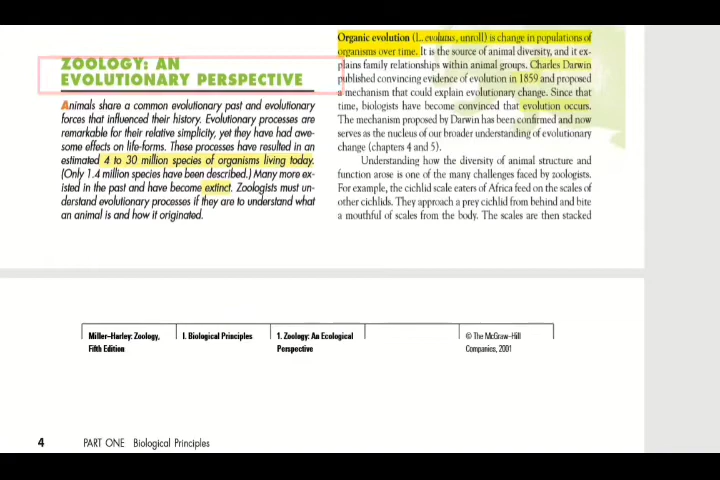 ZOOLOGY: AN
EVOLUTIONARY PERSPECTIVE
Animals share a common evolutionary past and evolutionary
forces that influenced their history. Evolutionary processes are
remarkable for their relative simplicity, yet they have had awe-
some effects on life-forms. These processes have resulted in an
estimated 4 to 30 million species of organisms living today.
(Only 1.4 million species have been described.) Many more ex-
isted in the past and have become extinct. Zoologists must un-
derstand evolutionary processes if they are to understand what
an animal is and how it originated.
Organic evolution (L. evolutus, unroll) is change in populations of
organisms over time. It is the source of animal diversity, and it ex-
plains family relationships within animal groups. Charles Darwin
published convincing evidence of evolution in 1859 and proposed
a mechanism that could explain evolutionary change. Since that
time, biologists have become convinced that evolution occurs.
The mechanism proposed by Darwin has been confirmed and now
serves as the nucleus of our broader understanding of evolutionary
change (chapters 4 and 5).
Understanding how the diversity of animal structure and
function arose is one of the many challenges faced by zoologists.
For example, the cichlid scale eaters of Africa feed on the scales of
other cichlids. They approach a prey cichlid from behind and bite
a mouthful of scales from the body. The scales are then stacked
Miller–Harley: Zoology,
Fifth Edition
I. Biological Principles
1. Zoology: An Ecological
Perspective
© The McGraw–Hill
Companies, 2001
4 PART ONE Biological Principles